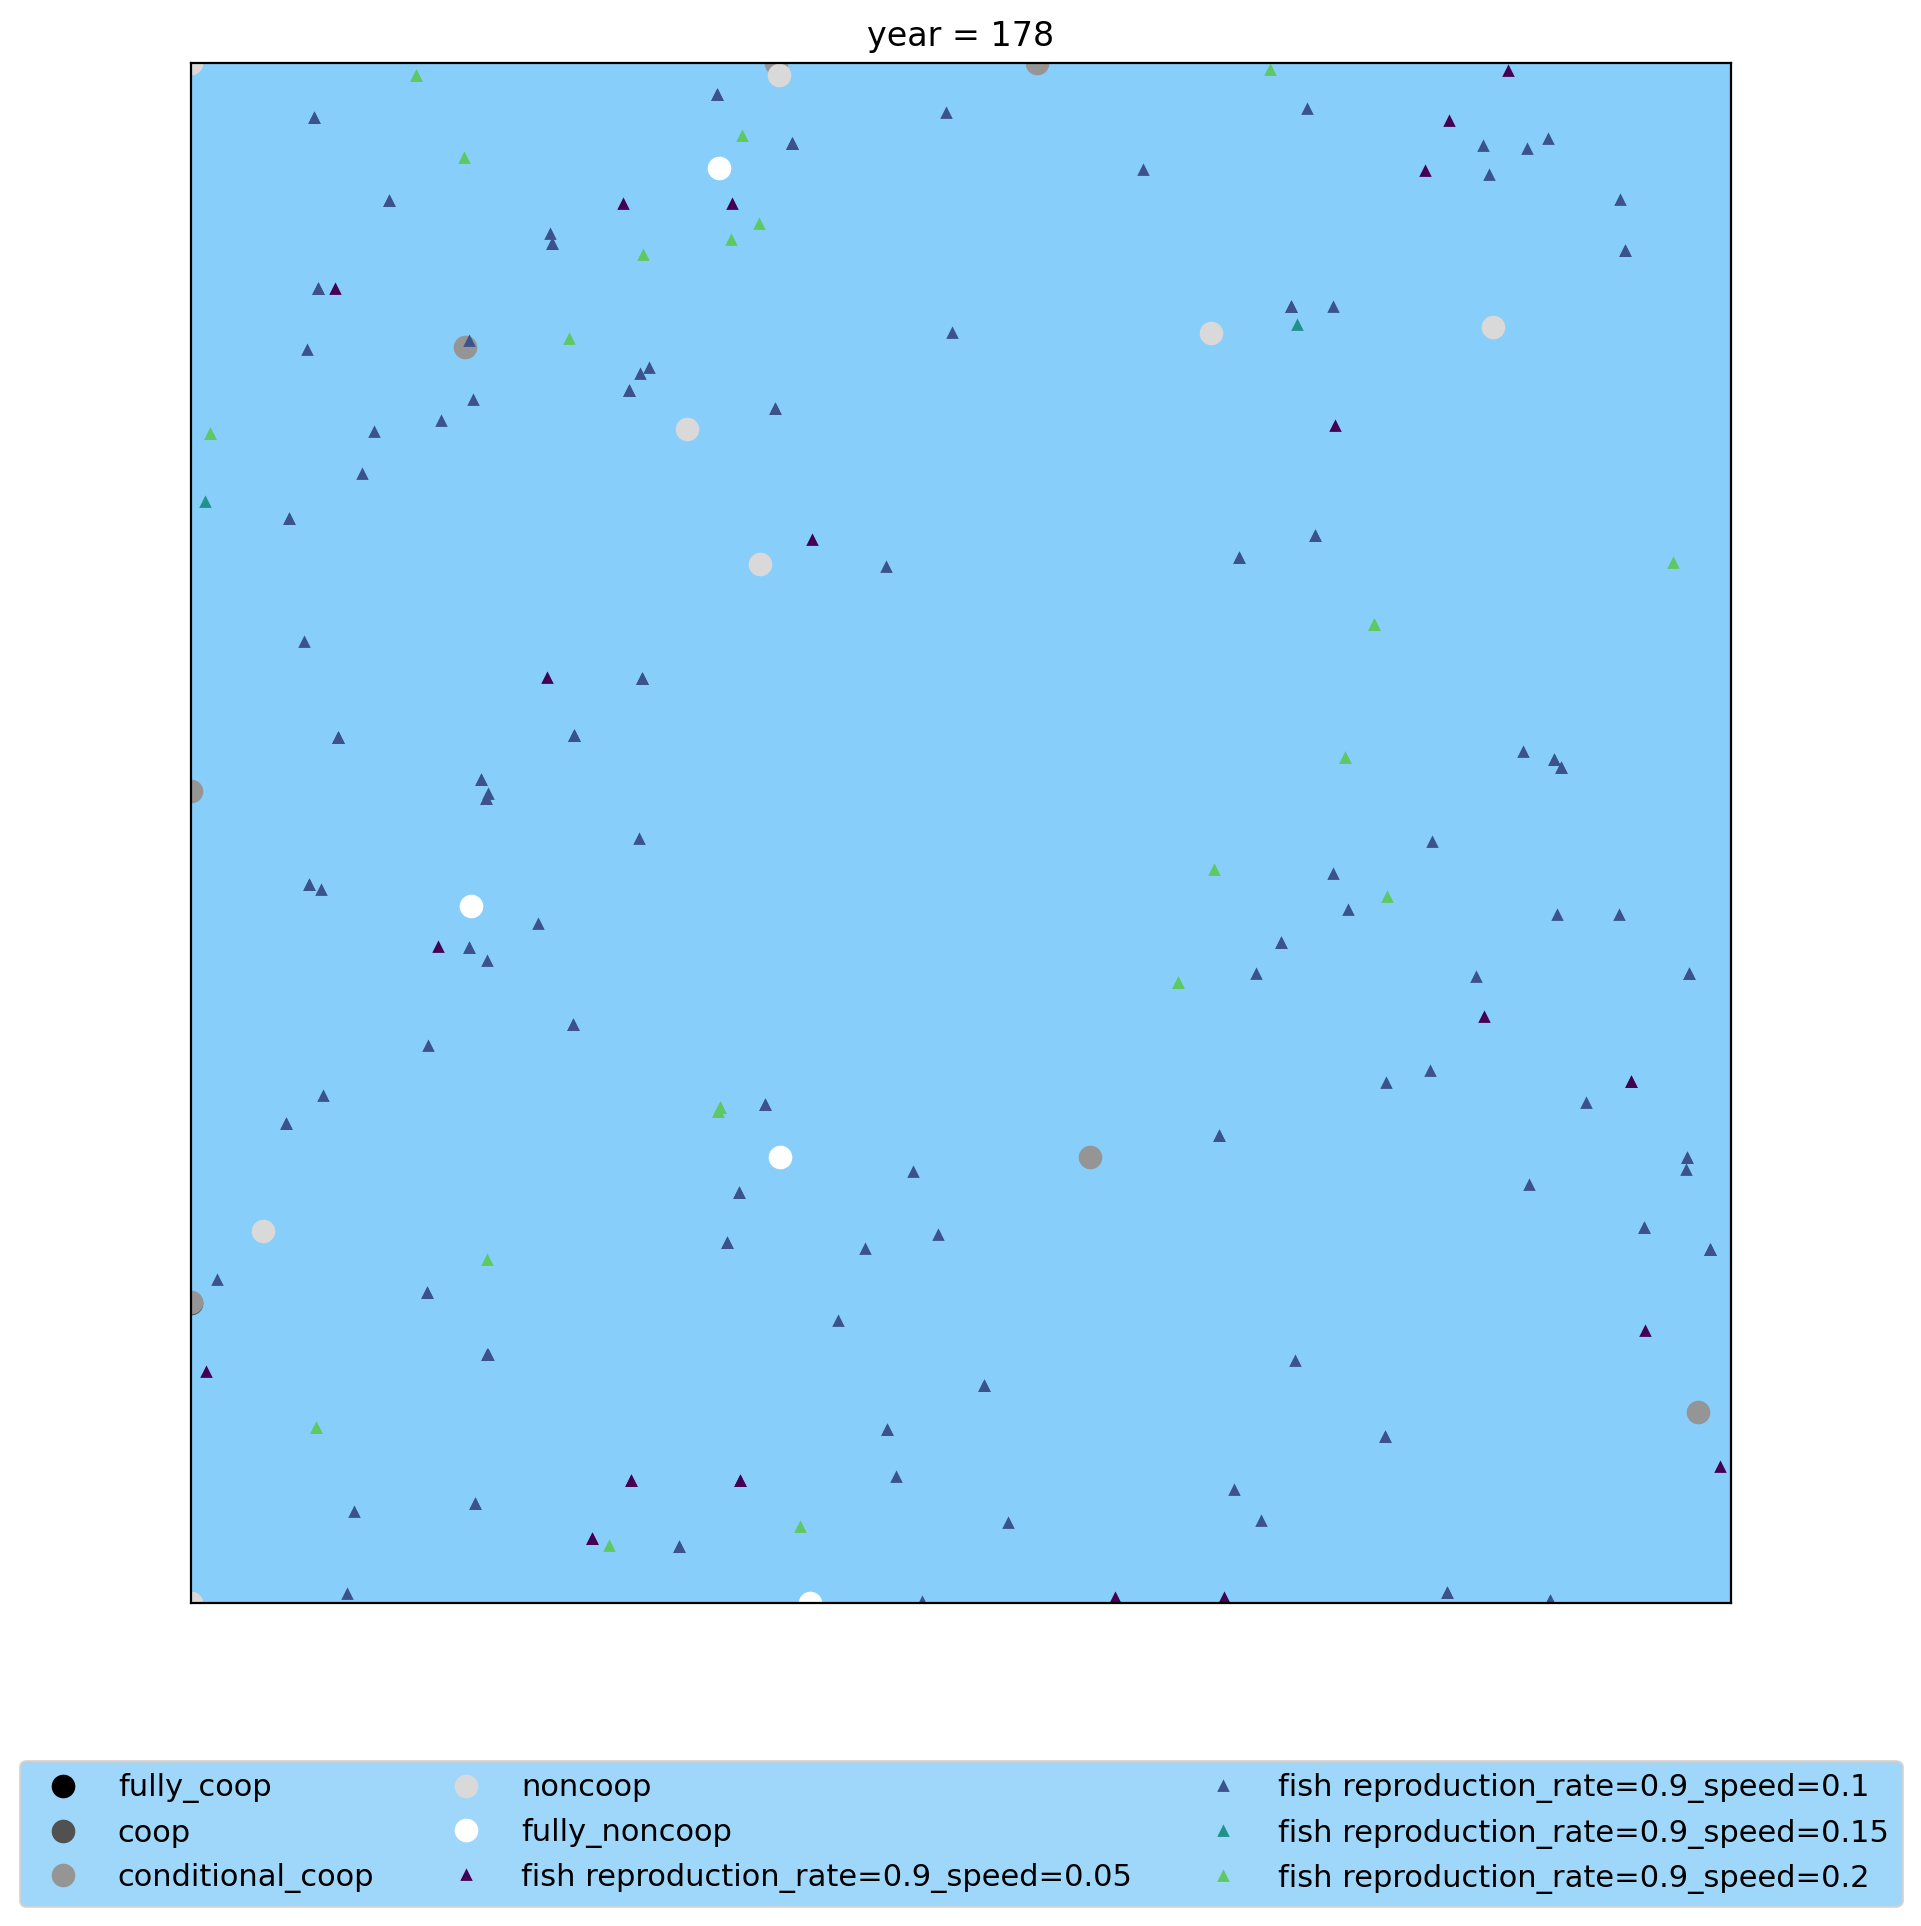 year = 178
fully_coop
coop
conditional_coop
noncoop
fully_noncoop
fish reproduction_rate=0.9_speed=0.05
fish reproduction_rate=0.9_speed=0.1
fish reproduction_rate=0.9_speed=0.15
fish reproduction_rate=0.9_speed=0.2